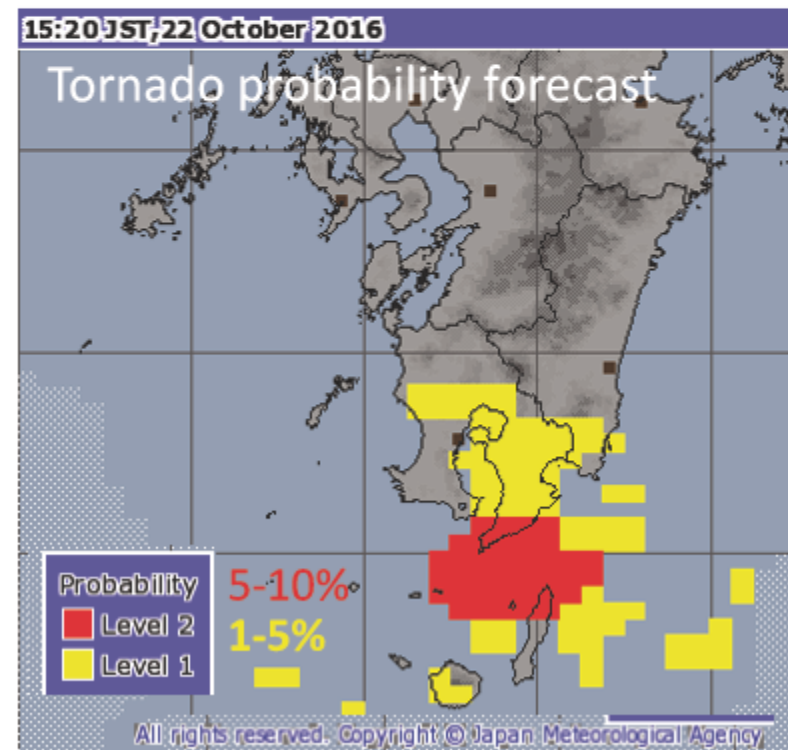 15:20 JST, 22 October 2016
Tornado probability forecast
Probability
5-10%
Level 2
1-5%
Level 1
All rights reserved. Copyright © Japan Meteorological Agency